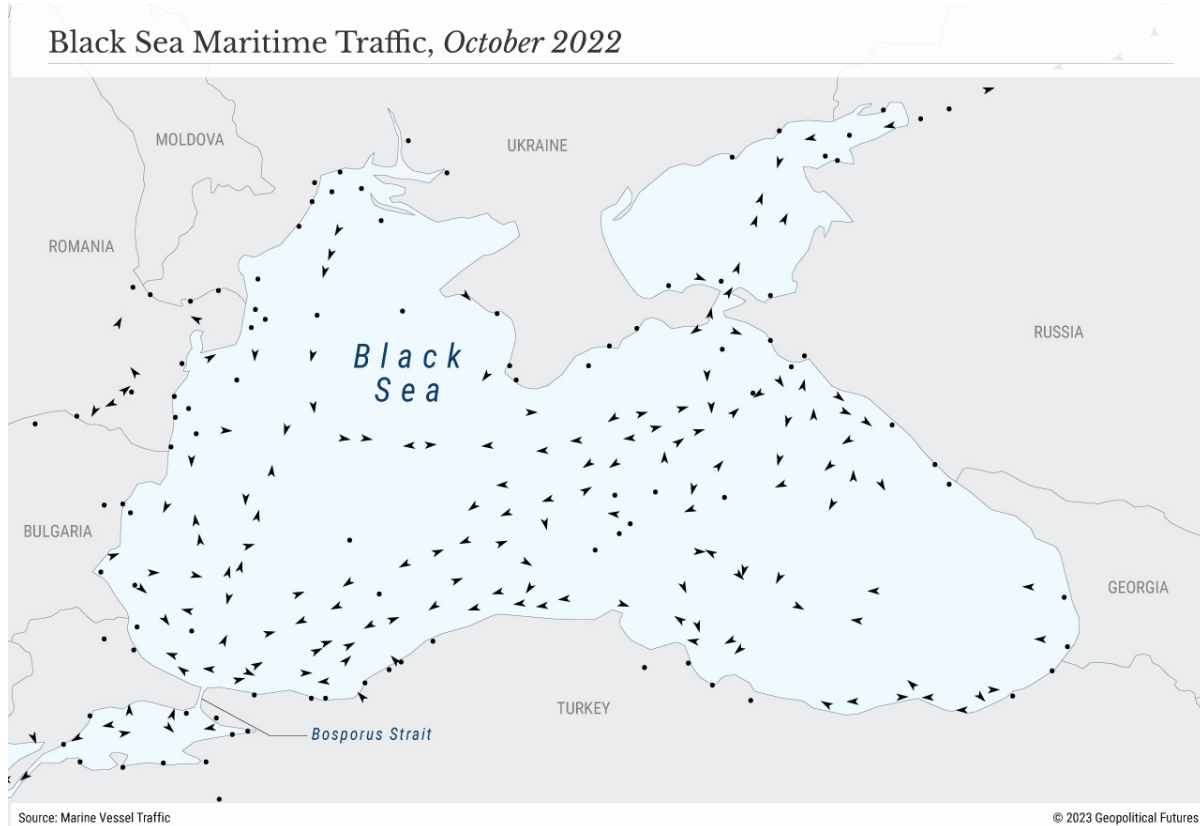 Black Sea Maritime Traffic, October 2022
MOLDOVA
UKRAINE
ROMANIA
RUSSIA
Black
Sea
BULGARIA
GEORGIA
TURKEY
Bosporus Strait
Source: Marine Vessel Traffic
© 2023 Geopolitical Futures